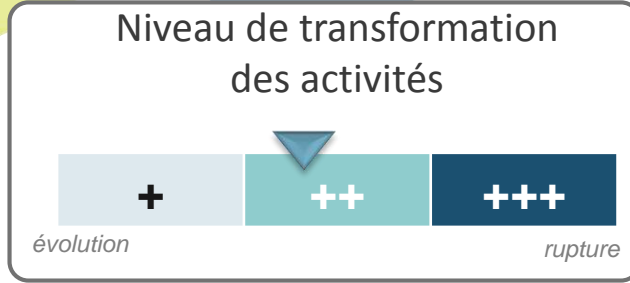 Niveau de transformation
des activités
+ ++ +++
évolution rupture